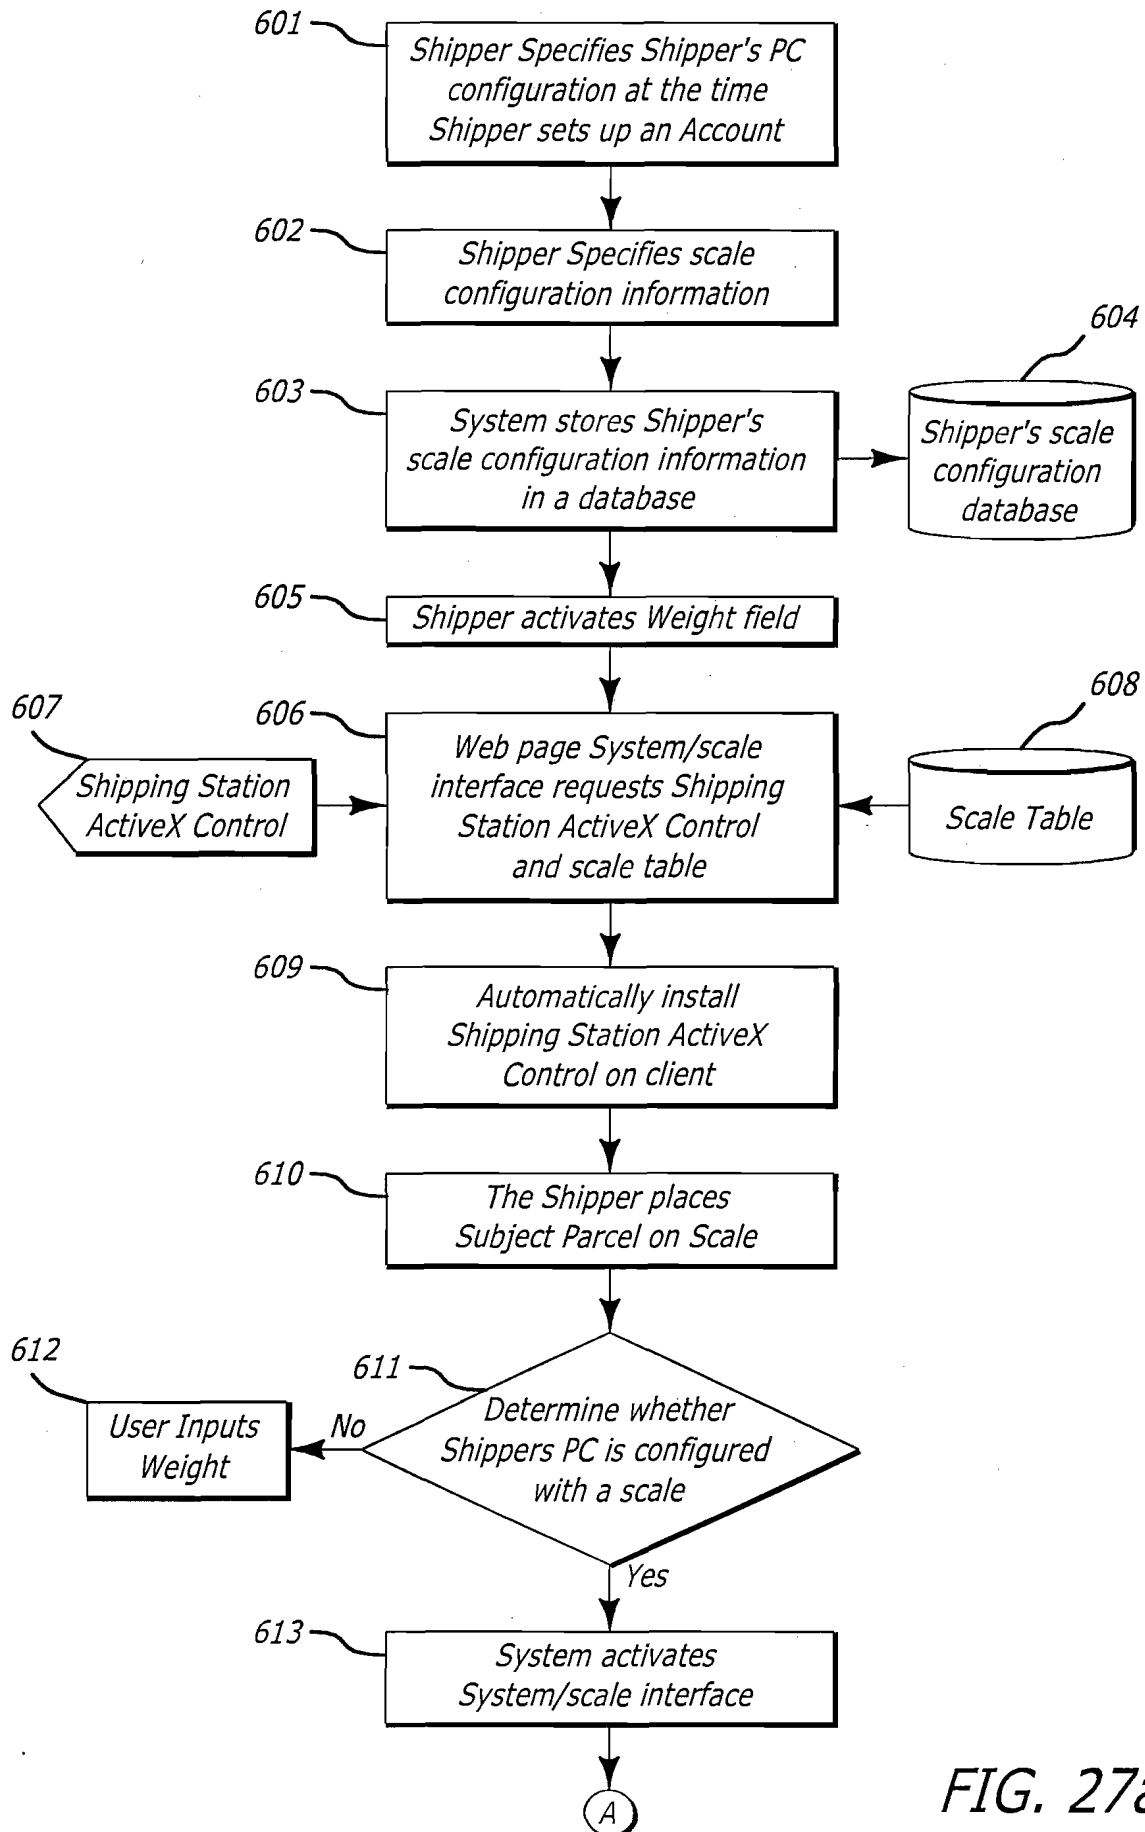 601
Shipper Specifies Shipper's PC
configuration at the time
Shipper sets up an Account
602
Shipper Specifies scale
configuration information
603
System stores Shipper's
scale configuration information
in a database
604
Shipper's scale
configuration
database
605
Shipper activates Weight field
607
Shipping Station
ActiveX Control
606
Web page System/scale
interface requests Shipping
Station ActiveX Control
and scale table
608
Scale Table
609
Automatically install
Shipping Station ActiveX
Control on client
610
The Shipper places
Subject Parcel on Scale
611
Determine whether
Shippers PC is configured
with a scale
No
612
User Inputs
Weight
Yes
613
System activates
System/scale interface
A
FIG. 27a